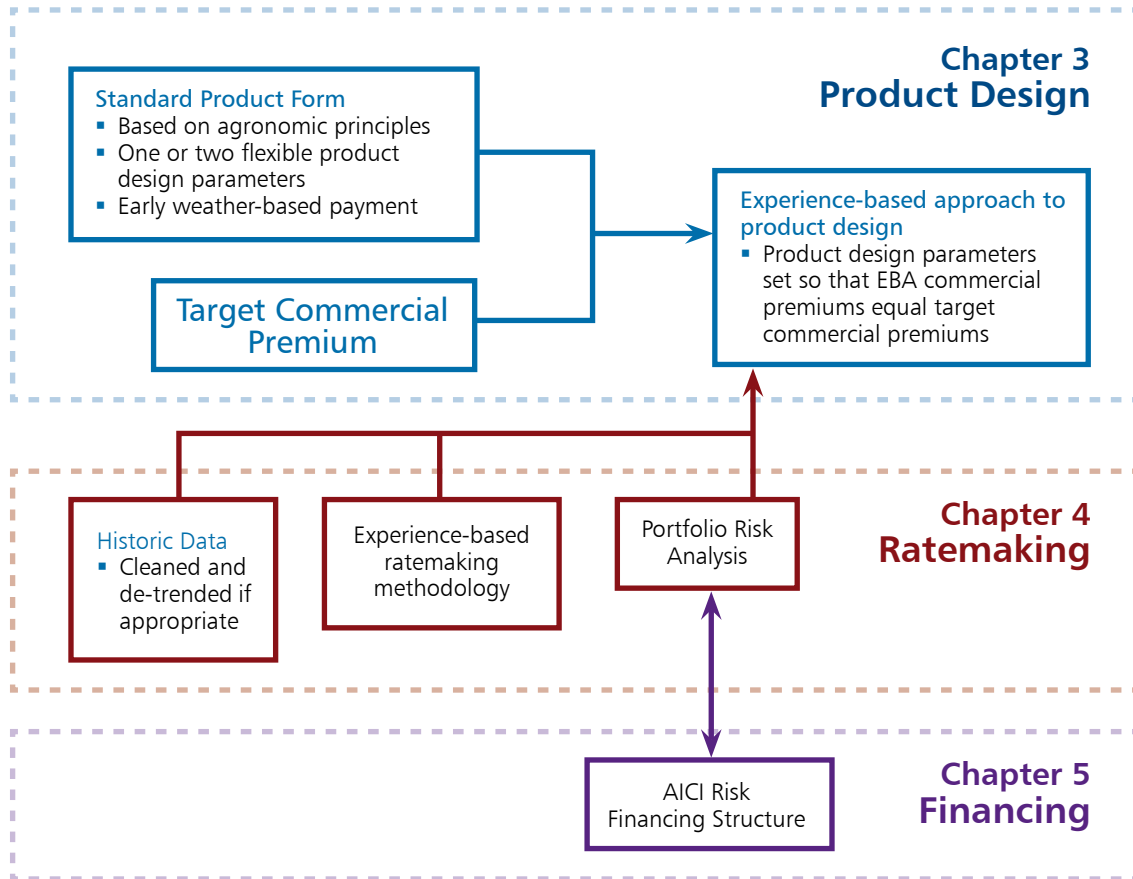 Chapter 3
Product Design
Standard Product Form
▪ Based on agronomic principles
▪ One or two flexible product
design parameters
▪ Early weather-based payment
Target Commercial
Premium
Experience-based approach to
product design
▪ Product design parameters
set so that EBA commercial
premiums equal target
commercial premiums
Chapter 4
Ratemaking
Historic Data
▪ Cleaned and
de-trended if
appropriate
Experience-based
ratemaking
methodology
Portfolio Risk
Analysis
Chapter 5
Financing
AICI Risk
Financing Structure